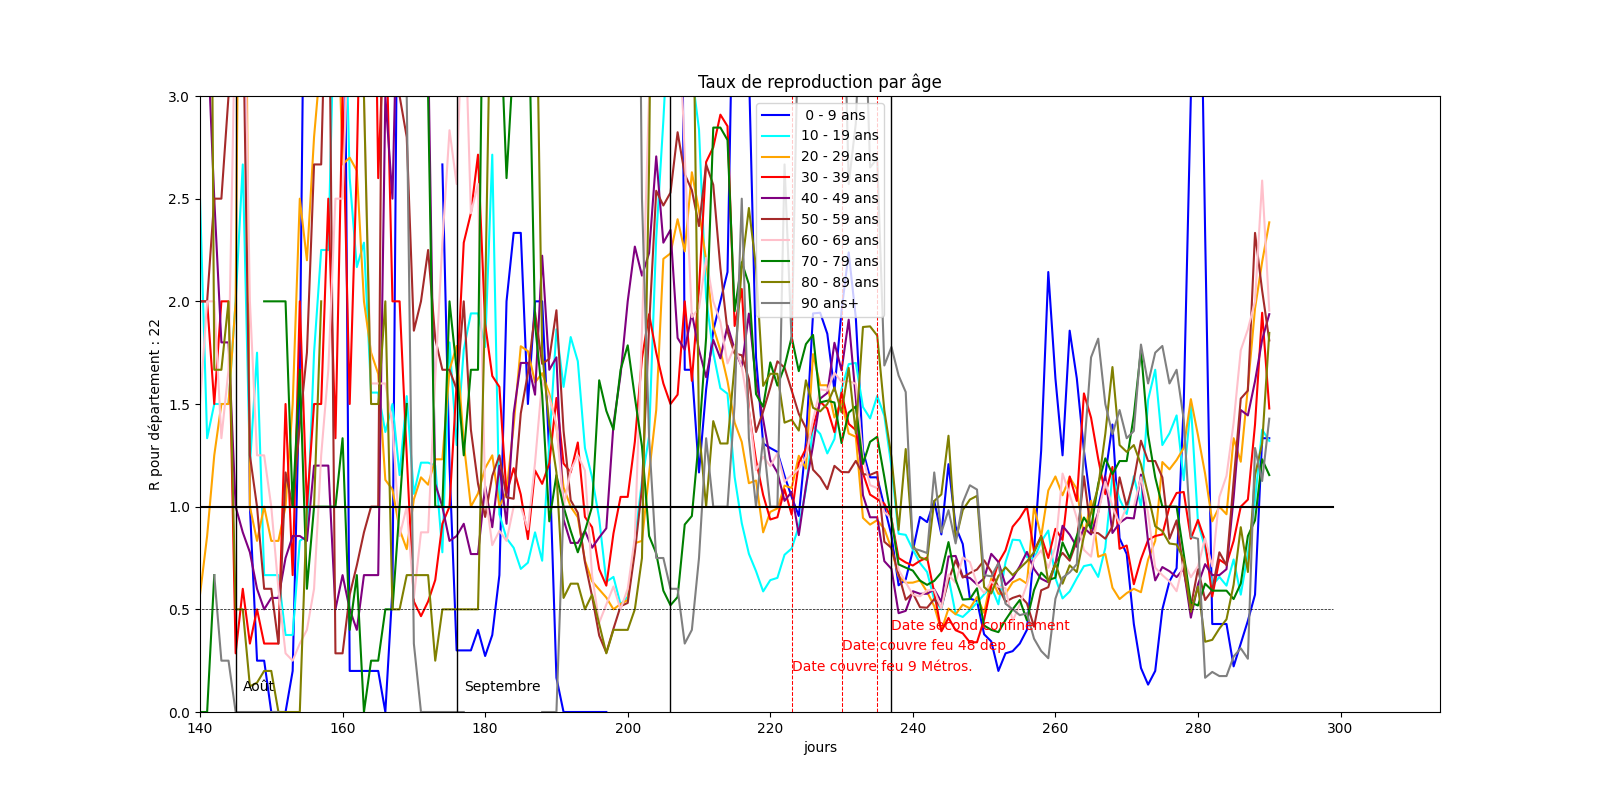 Taux de reproduction par âge
R pour département : 22
3.0
2.5
2.0
1.5
1.0
0.5
0.0
0 - 9 ans
10 - 19 ans
20 - 29 ans
30 - 39 ans
40 - 49 ans
50 - 59 ans
60 - 69 ans
70 - 79 ans
80 - 89 ans
90 ans+
Date second confinement
Date couvre feu 48 dep
Date couvre feu 9 Métros.
Août
Septembre
140 160 180 200 220 240 260 280 300
jours